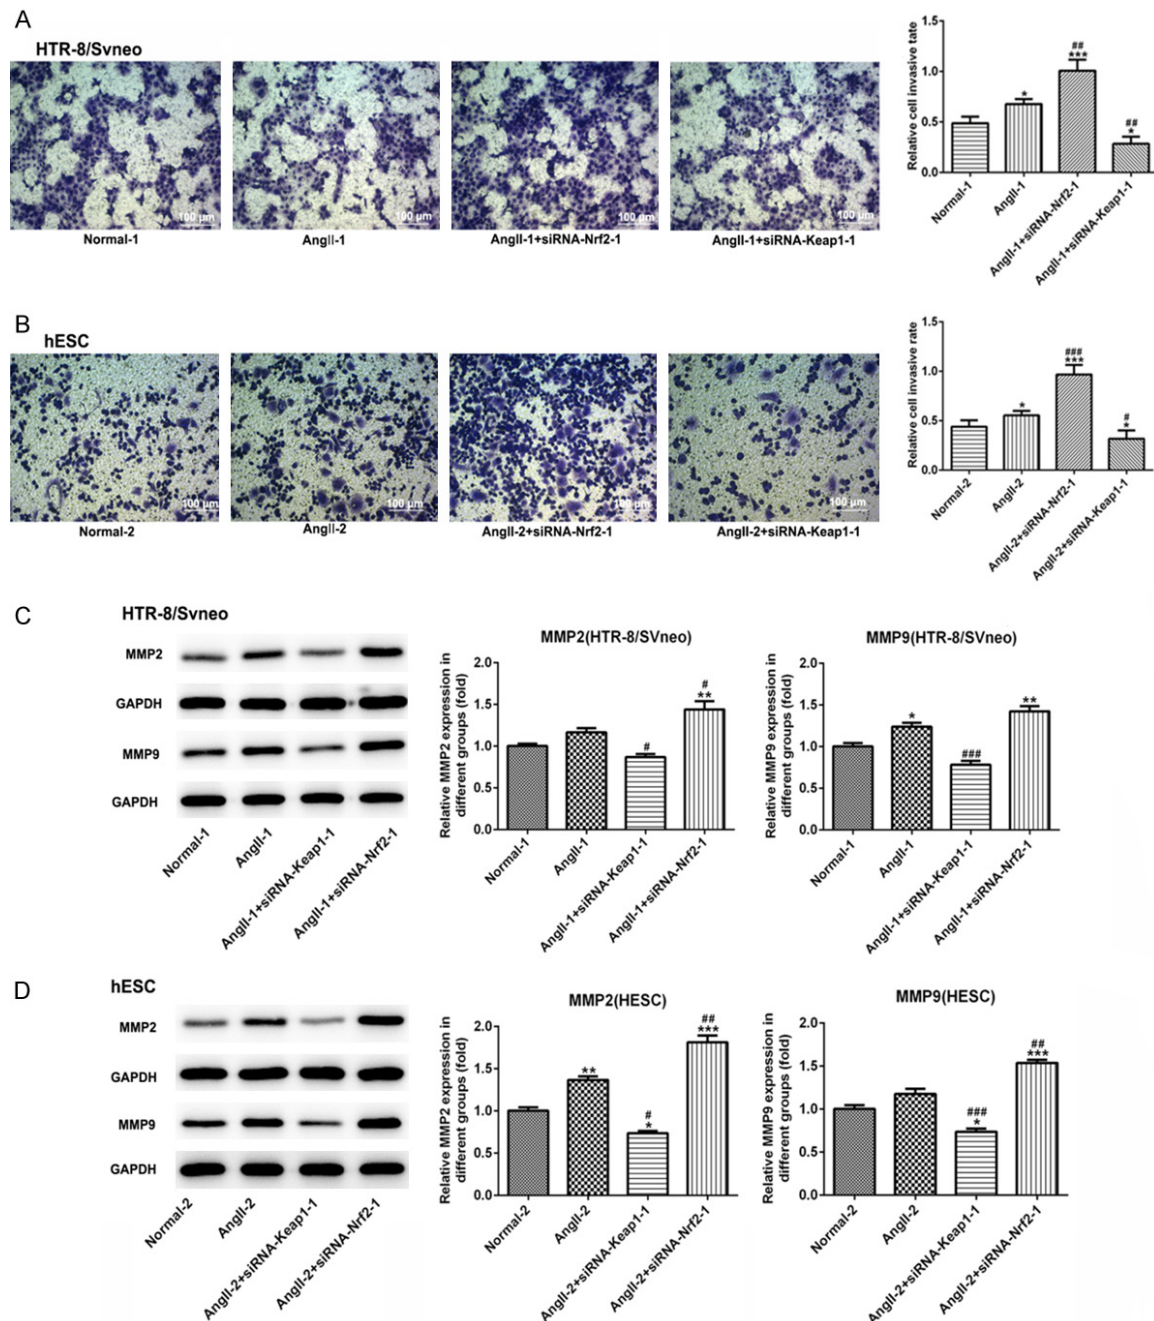 A
HTR-8/Svneo
100 µm
100 µm
100 µm
100 µm
Normal-1
AngII-1
AngII-1+siRNA-Nrf2-1
AngII-1+siRNA-Keap1-1
Relative cell invasive tate
1.5
1.0
0.5
0.0
*
##
***
##
*
Normal-1
AngII-1
AngII-1+siRNA-Nrf2-1
AngII-1+siRNA-Keap1-1
B
hESC
100 µm
100 µm
100 µm
100 µm
Normal-2
AngII-2
AngII-2+siRNA-Nrf2-1
AngII-2+siRNA-Keap1-1
Relative cell invasive rate
1.5
1.0
0.5
0.0
*
###
***
#
*
Normal-2
AngII-2
AngII-2+siRNA-Nrf2-1
AngII-2+siRNA-Keap1-1
C
HTR-8/Svneo
MMP2
GAPDH
MMP9
GAPDH
Normal-1
AngII-1
AngII-1+siRNA-Keap1-1
AngII-1+siRNA-Nrf2-1
MMP2(HTR-8/SVneo)
Relative MMP2 expression in
different groups (fold)
2.0
1.5
1.0
0.5
0.0
#
#
**
Normal-1
AngII-1
AngII-1+siRNA-Keap1-1
AngII-1+siRNA-Nrf2-1
MMP9(HTR-8/SVneo)
Relative MMP9 expression in
different groups (fold)
2.0
1.5
1.0
0.5
0.0
*
###
**
Normal-1
AngII-1
AngII-1+siRNA-Keap1-1
AngII-1+siRNA-Nrf2-1
D
hESC
MMP2
GAPDH
MMP9
GAPDH
Normal-2
AngII-2
AngII-2+siRNA-Keap1-1
AngII-2+siRNA-Nrf2-1
MMP2(HESC)
Relative MMP2 expression in
different groups (fold)
2.0
1.5
1.0
0.5
0.0
**
#
*
##
***
Normal-2
AngII-2
AngII-2+siRNA-Keap1-1
AngII-2+siRNA-Nrf2-1
MMP9(HESC)
Relative MMP9 expression in
different groups (fold)
2.0
1.5
1.0
0.5
0.0
###
*
##
***
Normal-2
AngII-2
AngII-2+siRNA-Keap1-1
AngII-2+siRNA-Nrf2-1